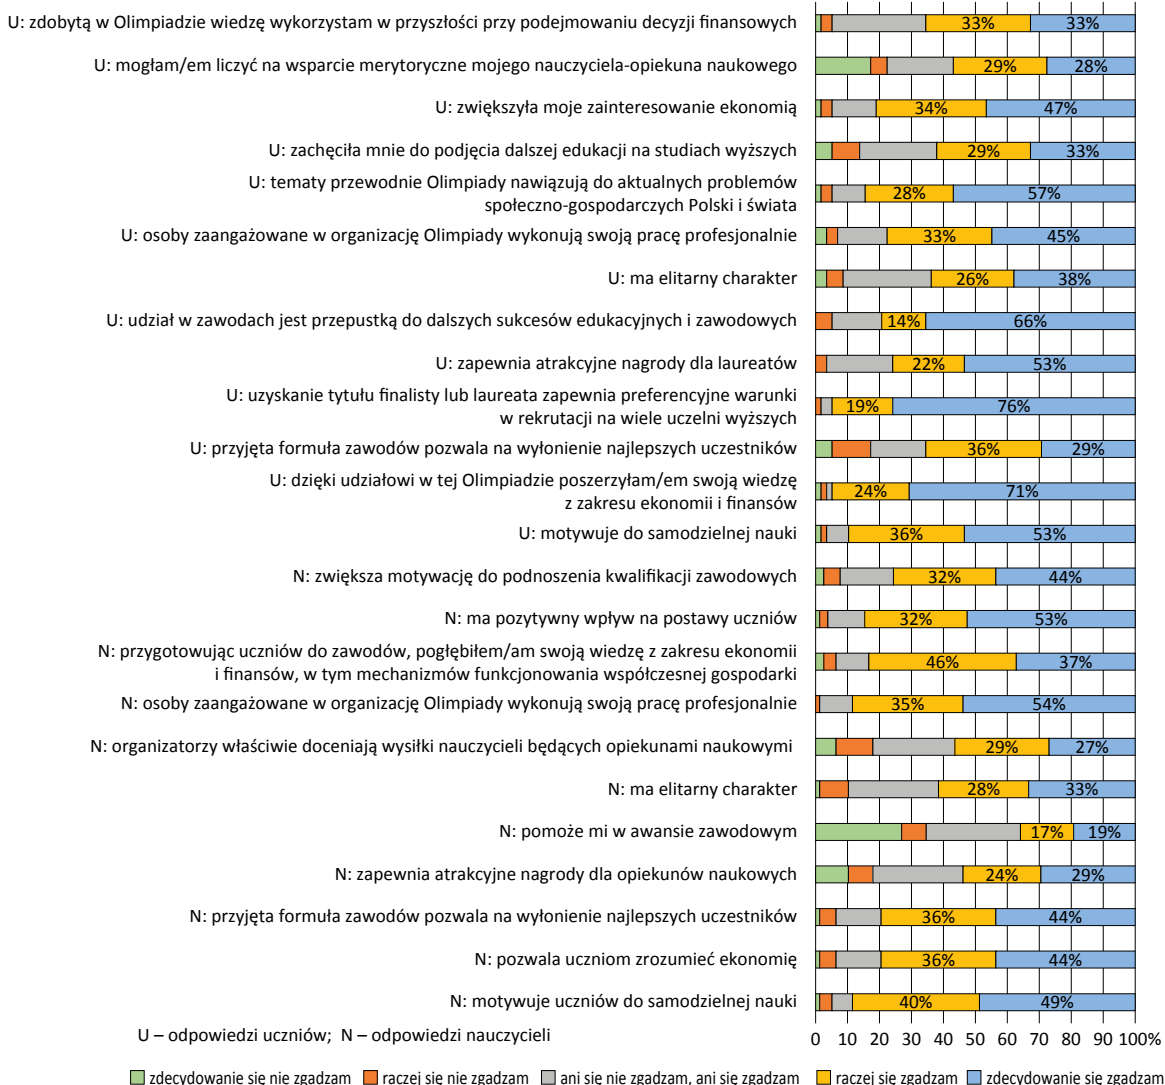 U: zdobytą w Olimpiadzie wiedzę wykorzystam w przyszłości przy podejmowaniu decyzji finansowych 33% 33%
U: mogłam/em liczyć na wsparcie merytoryczne mojego nauczyciela-opiekuna naukowego 29% 28%
U: zwiększyła moje zainteresowanie ekonomią 34% 47%
U: zachęciła mnie do podjęcia dalszej edukacji na studiach wyższych 29% 33%
U: tematy przewodnie Olimpiady nawiązują do aktualnych problemów
społeczno-gospodarczych Polski i świata 28% 57%
U: osoby zaangażowane w organizację Olimpiady wykonują swoją pracę profesjonalnie 33% 45%
U: ma elitarny charakter 26% 38%
U: udział w zawodach jest przepustką do dalszych sukcesów edukacyjnych i zawodowych 14% 66%
U: zapewnia atrakcyjne nagrody dla laureatów 22% 53%
U: uzyskanie tytułu finalisty lub laureata zapewnia preferencyjne warunki
w rekrutacji na wiele uczelni wyższych 19% 76%
U: przyjęta formuła zawodów pozwala na wyłonienie najlepszych uczestników 36% 29%
U: dzięki udziałowi w tej Olimpiadzie poszerzyłam/em swoją wiedzę
z zakresu ekonomii i finansów 24% 71%
U: motywuje do samodzielnej nauki 36% 53%
N: zwiększa motywację do podnoszenia kwalifikacji zawodowych 32% 44%
N: ma pozytywny wpływ na postawy uczniów 32% 53%
N: przygotowując uczniów do zawodów, pogłębiłem/am swoją wiedzę z zakresu ekonomii
i finansów, w tym mechanizmów funkcjonowania współczesnej gospodarki 46% 37%
N: osoby zaangażowane w organizację Olimpiady wykonują swoją pracę profesjonalnie 35% 54%
N: organizatorzy właściwie doceniają wysiłki nauczycieli będących opiekunami naukowymi 29% 27%
N: ma elitarny charakter 28% 33%
N: pomoże mi w awansie zawodowym 17% 19%
N: zapewnia atrakcyjne nagrody dla opiekunów naukowych 24% 29%
N: przyjęta formuła zawodów pozwala na wyłonienie najlepszych uczestników 36% 44%
N: pozwala uczniom zrozumieć ekonomię 36% 44%
N: motywuje uczniów do samodzielnej nauki 40% 49%
U – odpowiedzi uczniów; N – odpowiedzi nauczycieli 0 10 20 30 40 50 60 70 80 90 100%
zdecydowanie się nie zgadzam raczej się nie zgadzam ani się nie zgadzam, ani się zgadzam raczej się zgadzam zdecydowanie się zgadzam